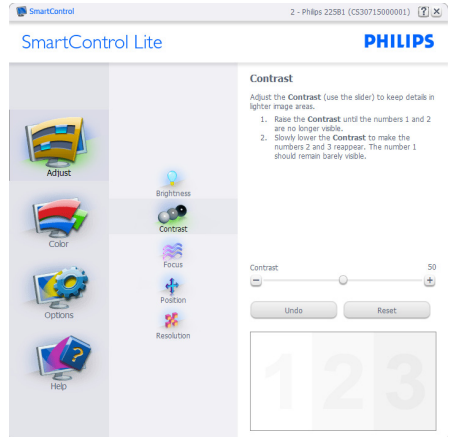 SmartControl
2 - Philips 225B1 (CS30715000001)
?
SmartControl Lite
PHILIPS
Adjust
Color
Options
Help
Brightness
Contrast
Focus
Position
Resolution
Contrast
Adjust the Contrast (use the slider) to keep details in
lighter image areas.
1. Raise the Contrast until the numbers 1 and 2
are no longer visible.
2. Slowly lower the Contrast to make the
numbers 2 and 3 reappear. The number 1
should remain barely visible.
Contrast 50
Undo Reset
1 2 3